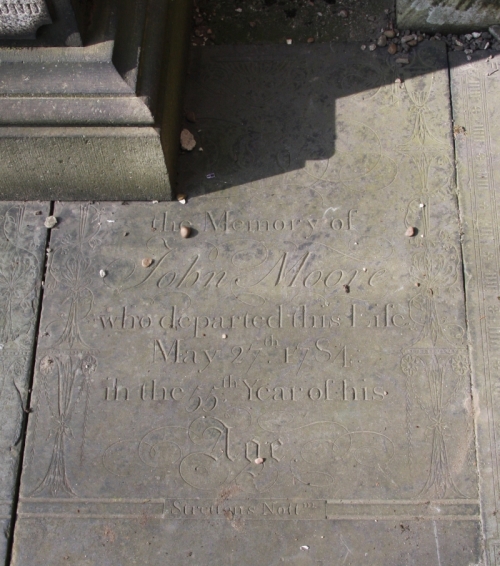 the Memory of
John Moore
who departed this Life
May 27th 1784.
in the 55th Year of his
Age.
Nott